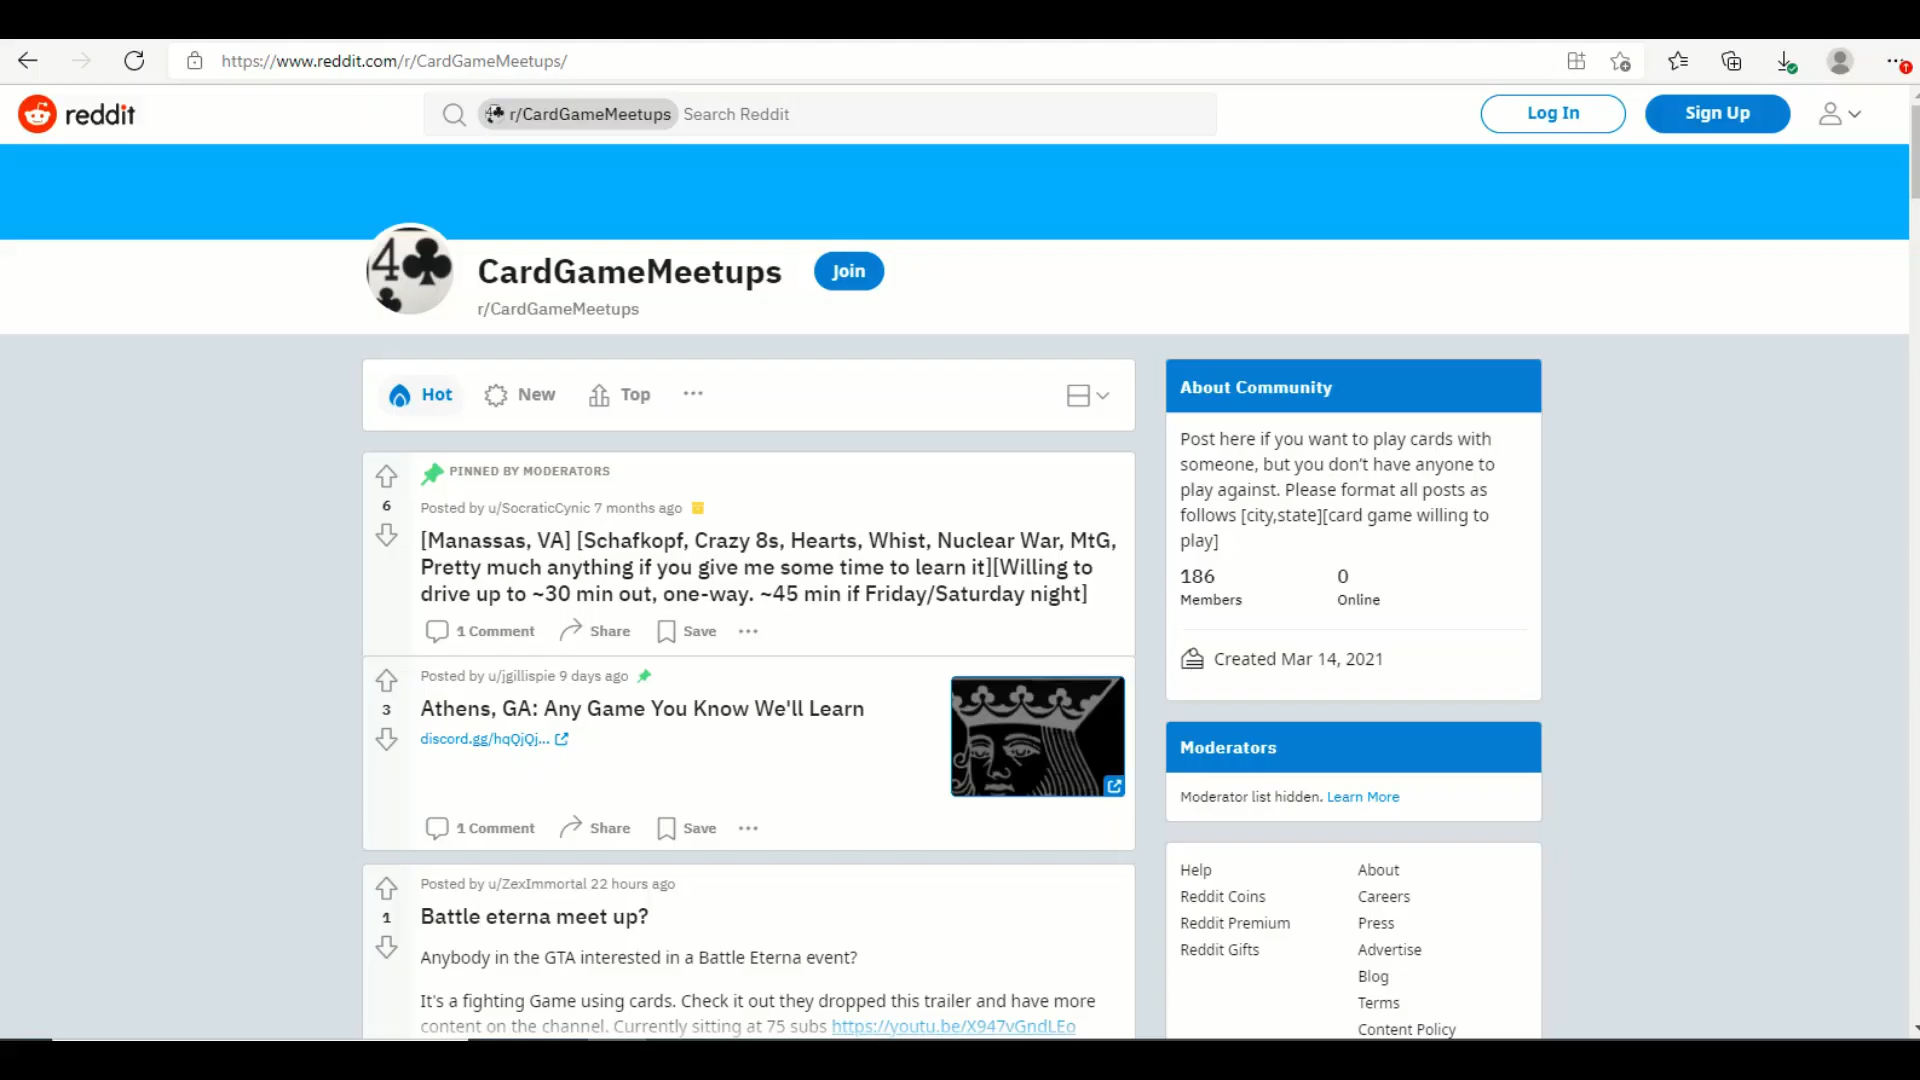 https://www.reddit.com/r/CardGameMeetups/
reddit
r/CardGameMeetups Search Reddit
Log In
Sign Up
4
CardGameMeetups
Join
r/CardGameMeetups
Hot
New
Top
PINNED BY MODERATORS
6
Posted by u/SocraticCynic 7 months ago
[Manassas, VA] [Schafkopf, Crazy 8s, Hearts, Whist, Nuclear War, MtG,
Pretty much anything if you give me some time to learn it][Willing to
drive up to ~30 min out, one-way. ~45 min if Friday/Saturday night]
1 Comment
Share
Save
Posted by u/jgillispie 9 days ago
3
Athens, GA: Any Game You Know We'll Learn
discord.gg/hqQjQj...
1 Comment
Share
Save
Posted by u/ZexImmortal 22 hours ago
1
Battle eterna meet up?
Anybody in the GTA interested in a Battle Eterna event?
It's a fighting Game using cards. Check it out they dropped this trailer and have more
content on the channel. Currently sitting at 75 subs https://youtu.be/X947vGndLEo
About Community
Post here if you want to play cards with
someone, but you don't have anyone to
play against. Please format all posts as
follows [city,state][card game willing to
play]
186
Members
0
Online
Created Mar 14, 2021
Moderators
Moderator list hidden. Learn More
Help
Reddit Coins
Reddit Premium
Reddit Gifts
About
Careers
Press
Advertise
Blog
Terms
Content Policy